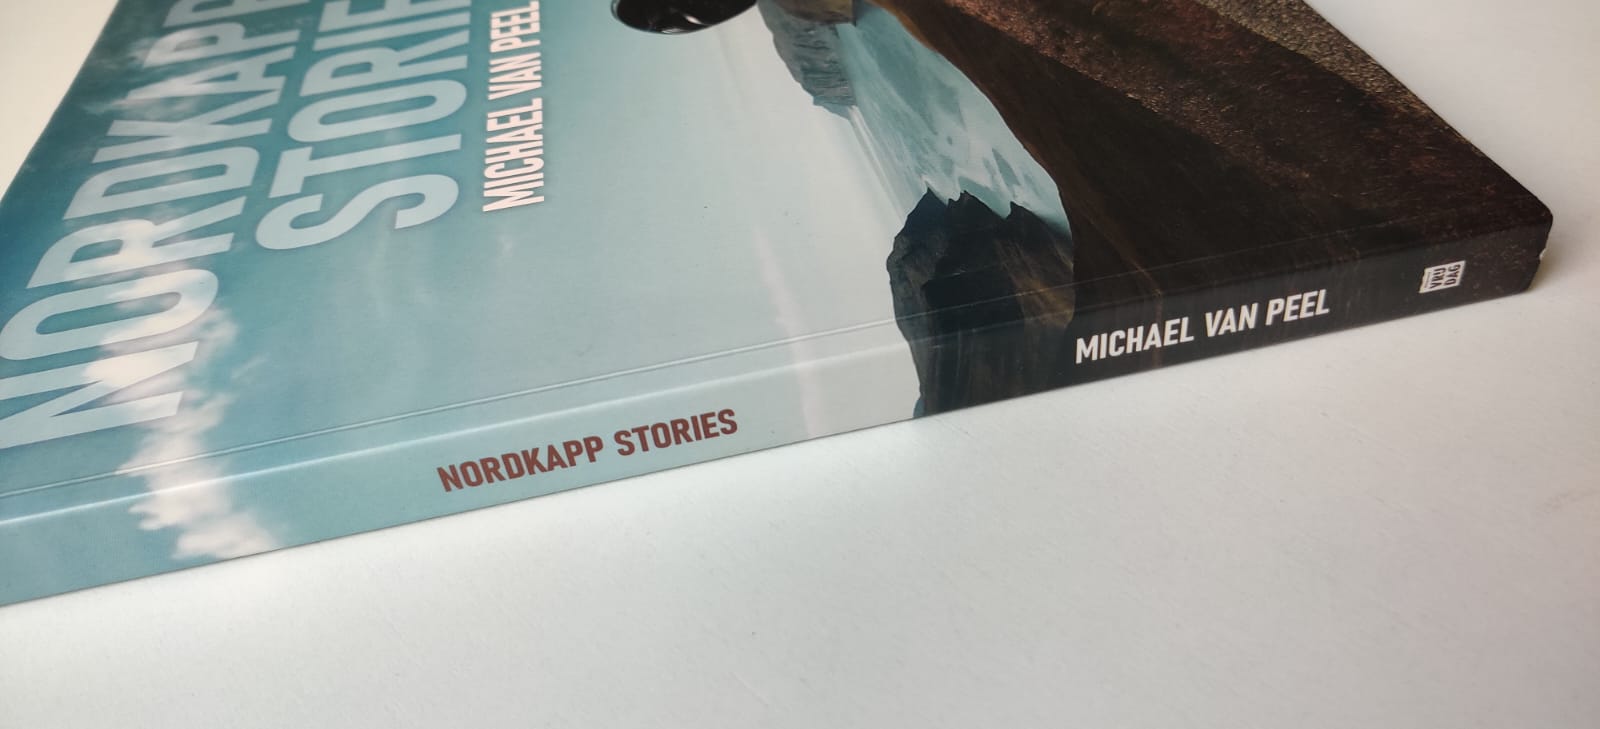 NORDKAPP
STORIE
MICHAEL VAN PEEL
NORDKAPP STORIES
MICHAEL VAN PEEL
VRIJ
DAG